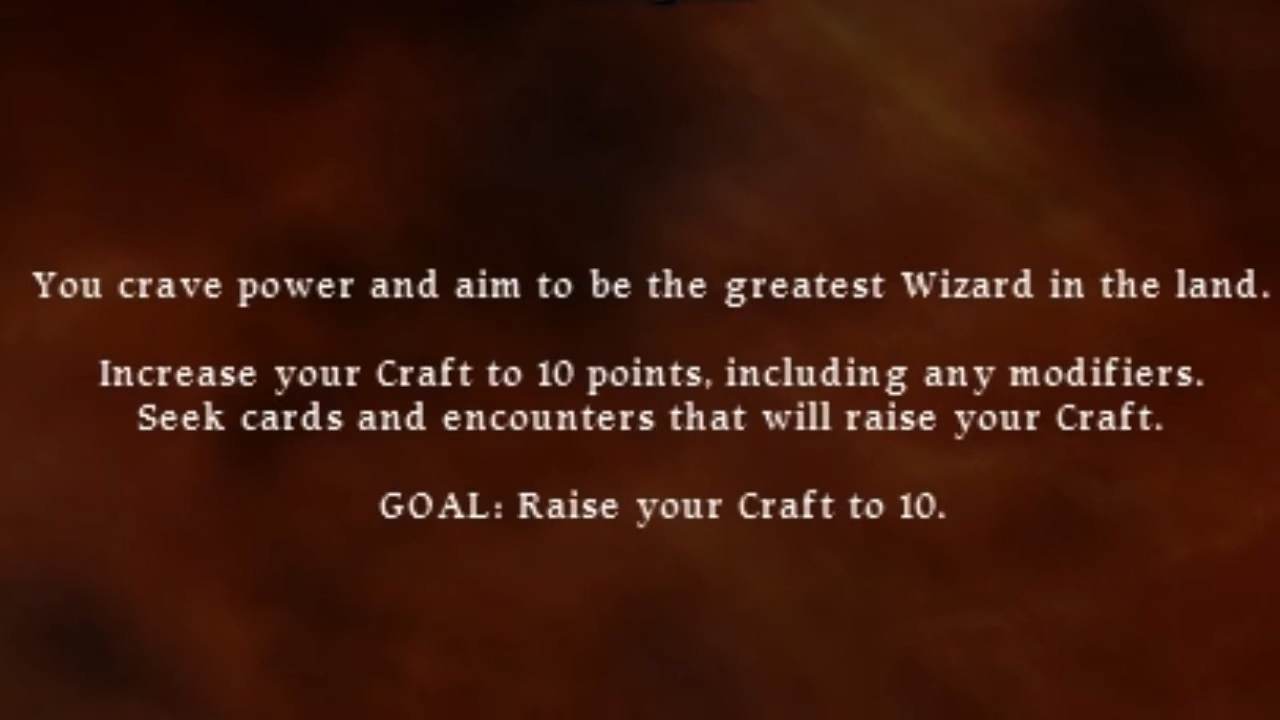 You crave power and aim to be the greatest Wizard in the land.
Increase your Craft to 10 points, including any modifiers.
Seek cards and encounters that will raise your Craft.
GOAL: Raise your Craft to 10.